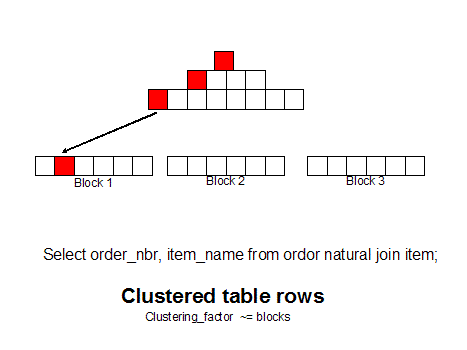 Block 1
Block 2
Block 3
Select order_nbr, item_name from ordor natural join item;
Clustered table rows
Clustering_factor ~= blocks